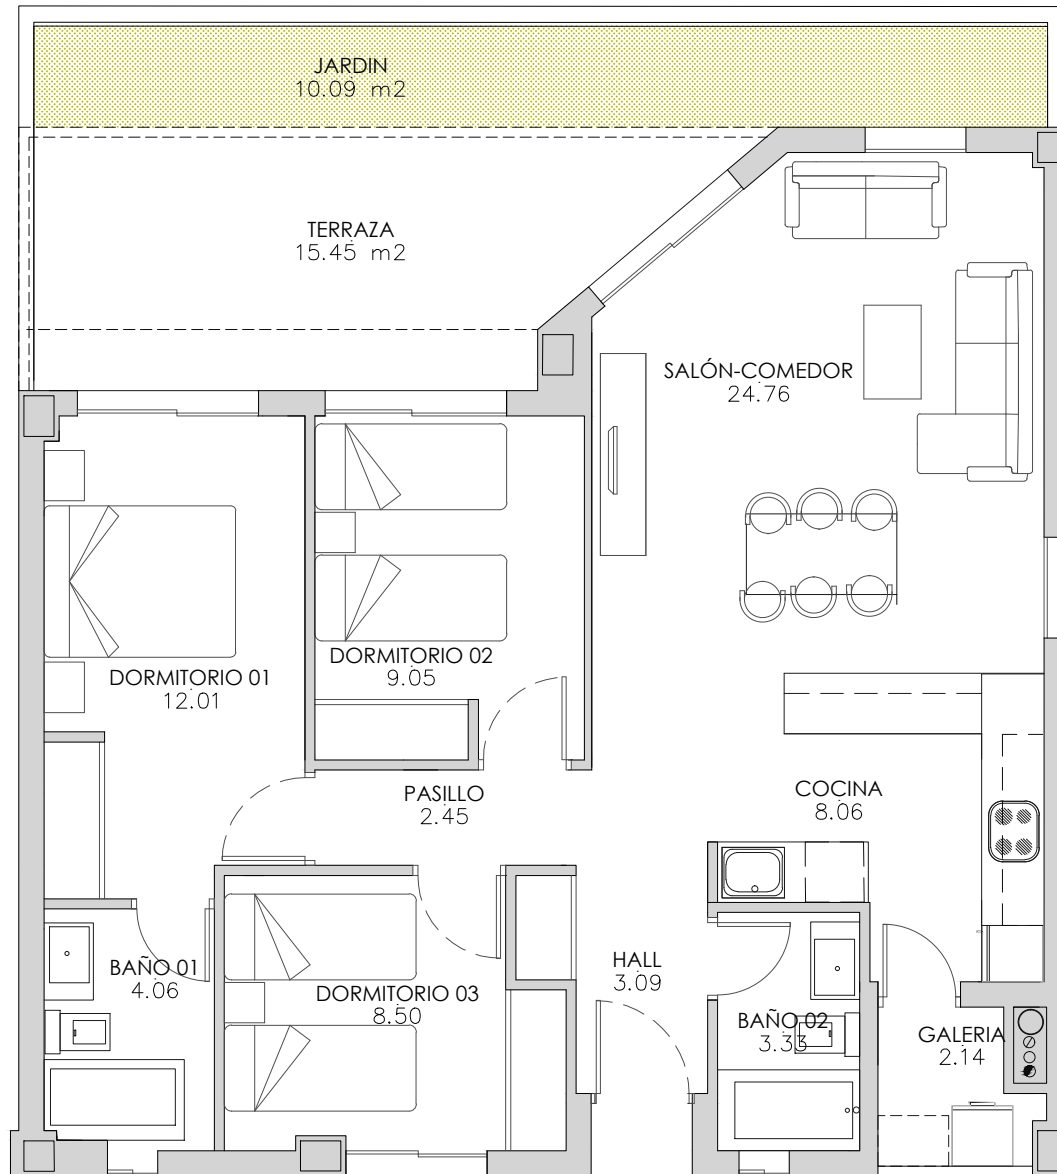 JARDIN
10.09 m2
TERRAZA
15.45 m2
SALÓN-COMEDOR
24.76
DORMITORIO 02
9.05
DORMITORIO 01
12.01
PASILLO
2.45
COCINA
8.06
BAÑO 01
4.06
DORMITORIO 03
8.50
HALL
3.09
BAÑO 02
3.33
GALERIA
2.14